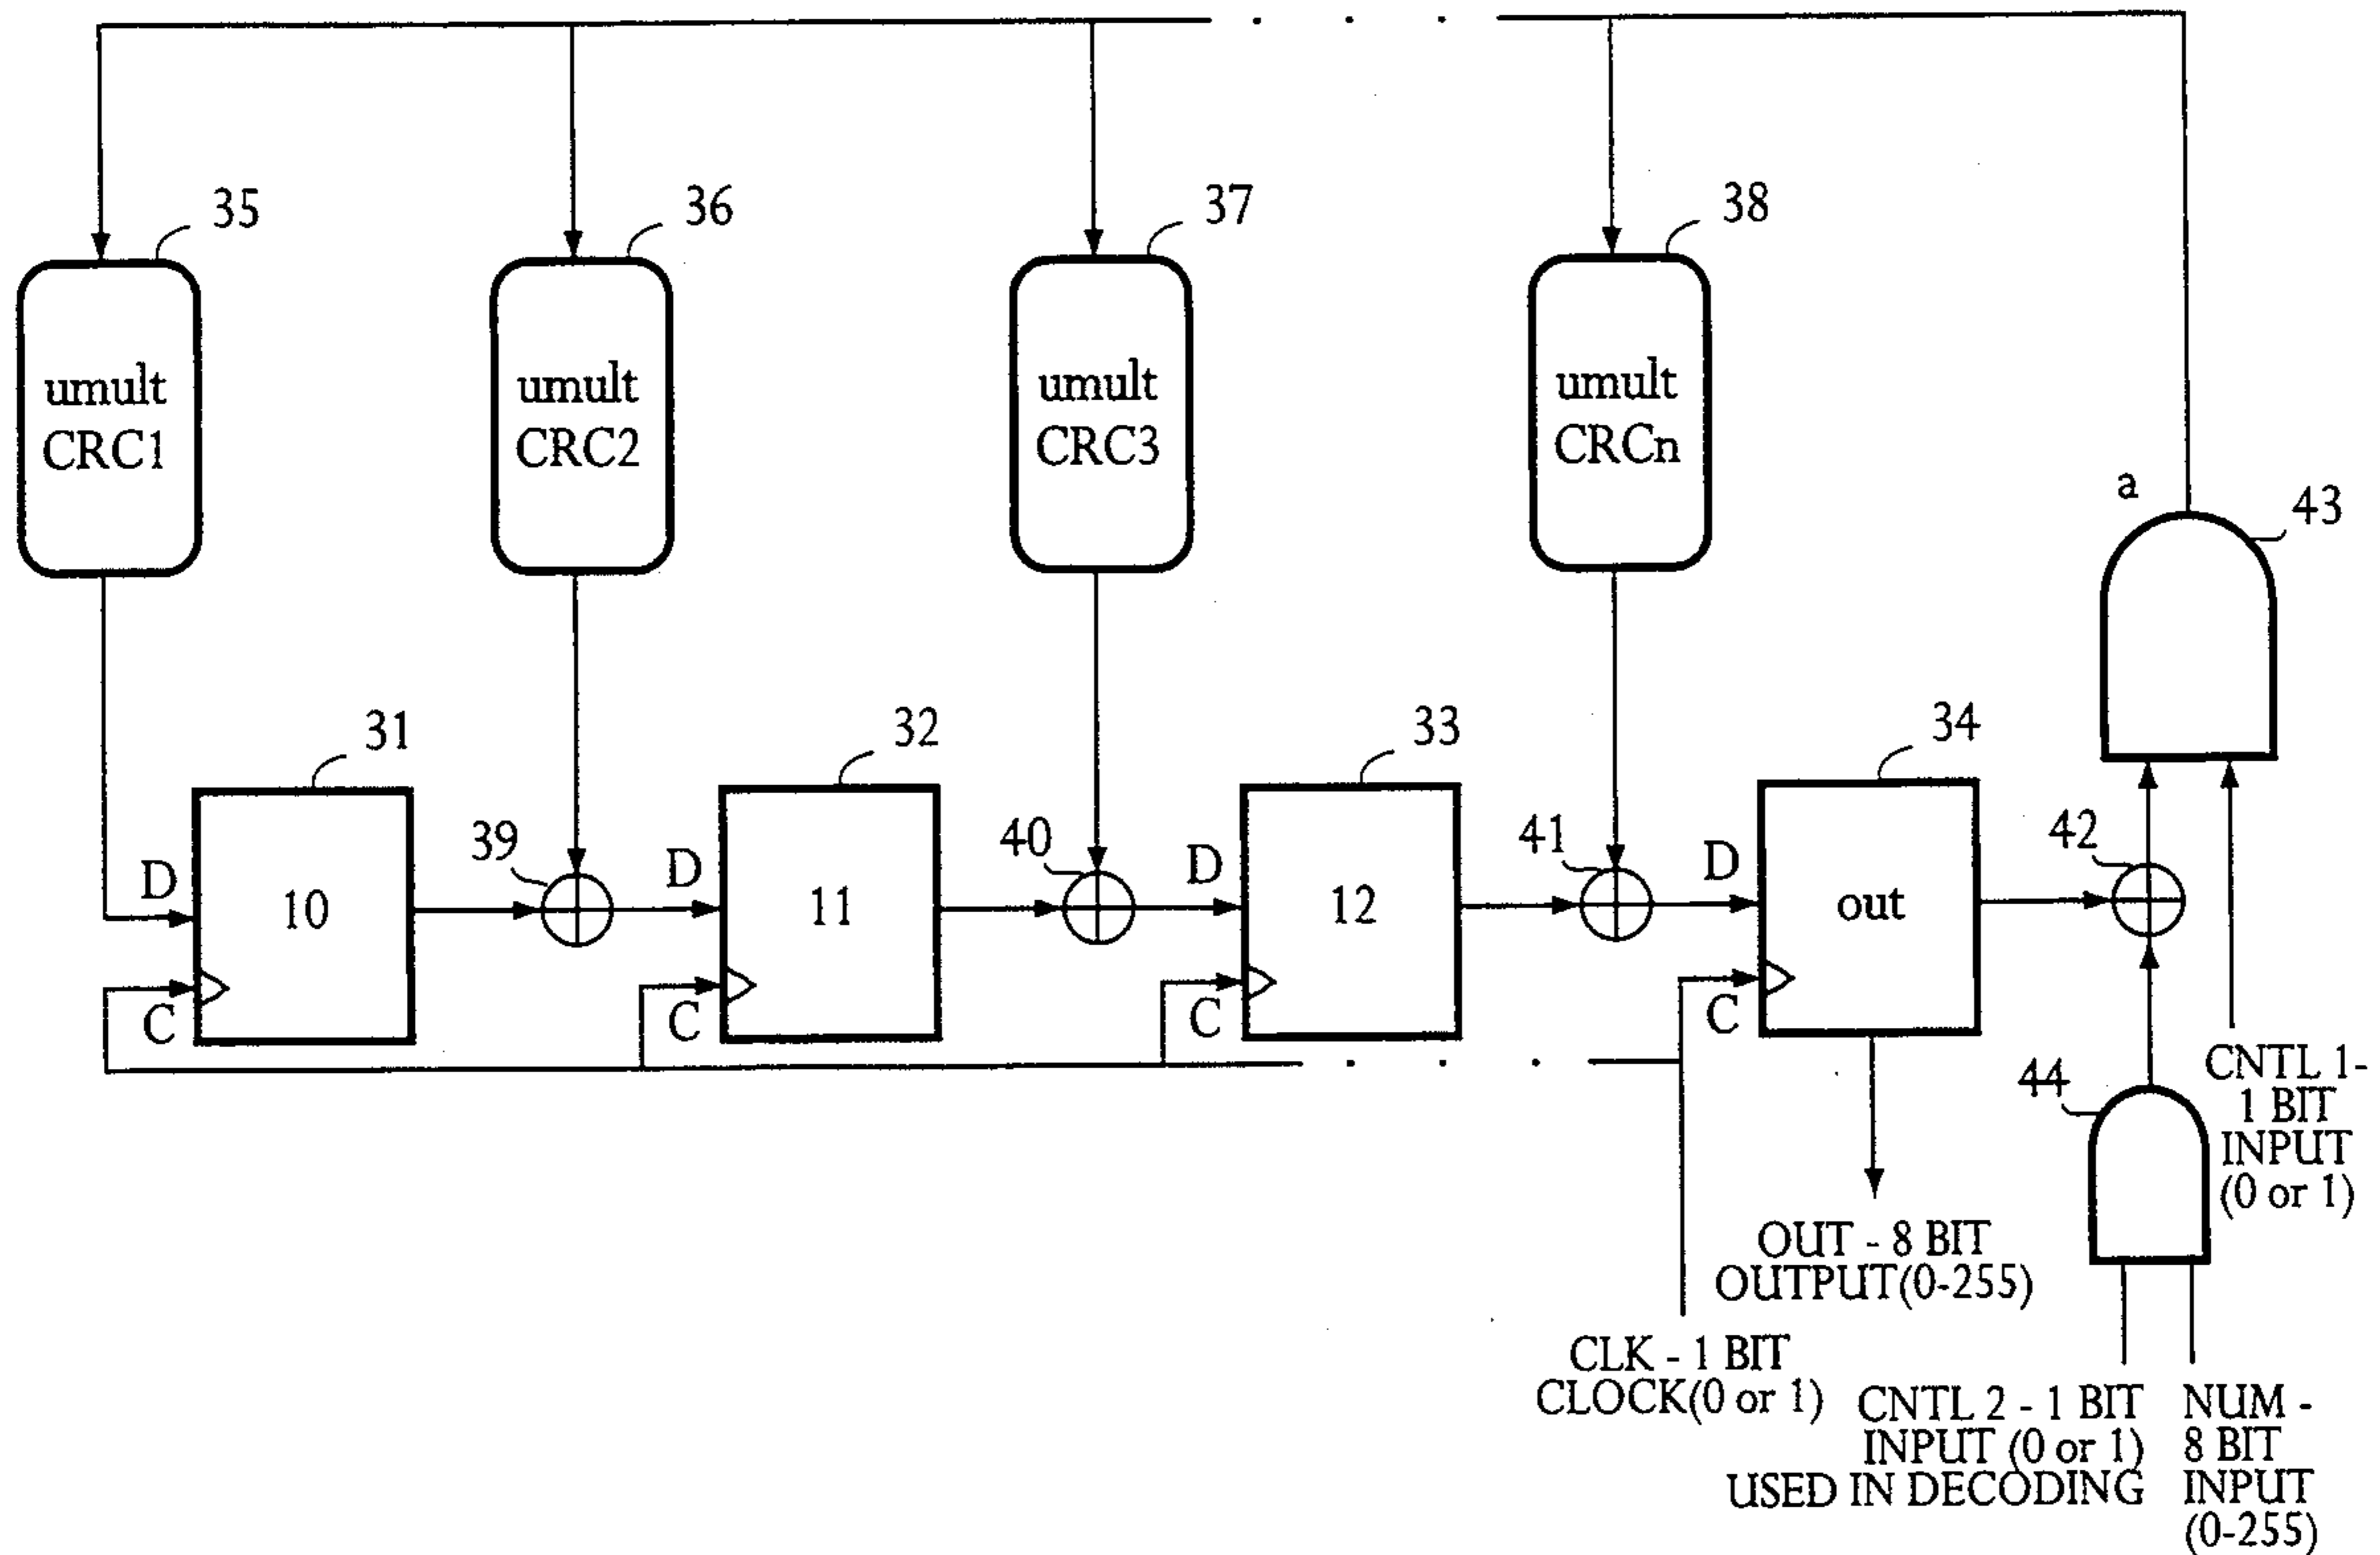 35
36
37
38
umult
CRC1
umult
CRC2
umult
CRC3
umult
CRCn
a
43
31
32
33
34
39
40
41
42
D
D
D
D
10
11
12
out
C
C
C
C
44
CNTL 1-
1 BIT
INPUT
(0 or 1)
OUT - 8 BIT
OUTPUT(0-255)
CLK - 1 BIT
CLOCK(0 or 1)
CNTL 2 - 1 BIT
INPUT (0 or 1)
USED IN DECODING
NUM -
8 BIT
INPUT
(0-255)